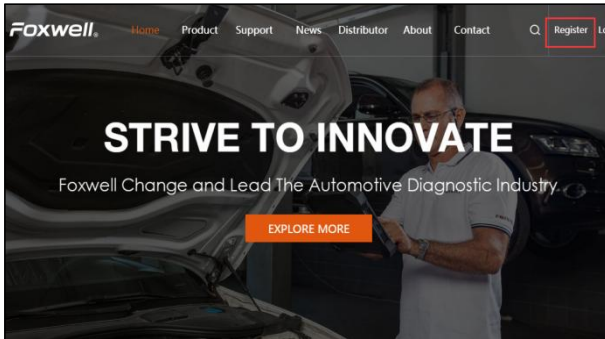 Foxwell®
Home Product Support News Distributor About Contact Register Lo
STRIVE TO INNOVATE
Foxwell Change and Lead The Automotive Diagnostic Industry.
EXPLORE MORE